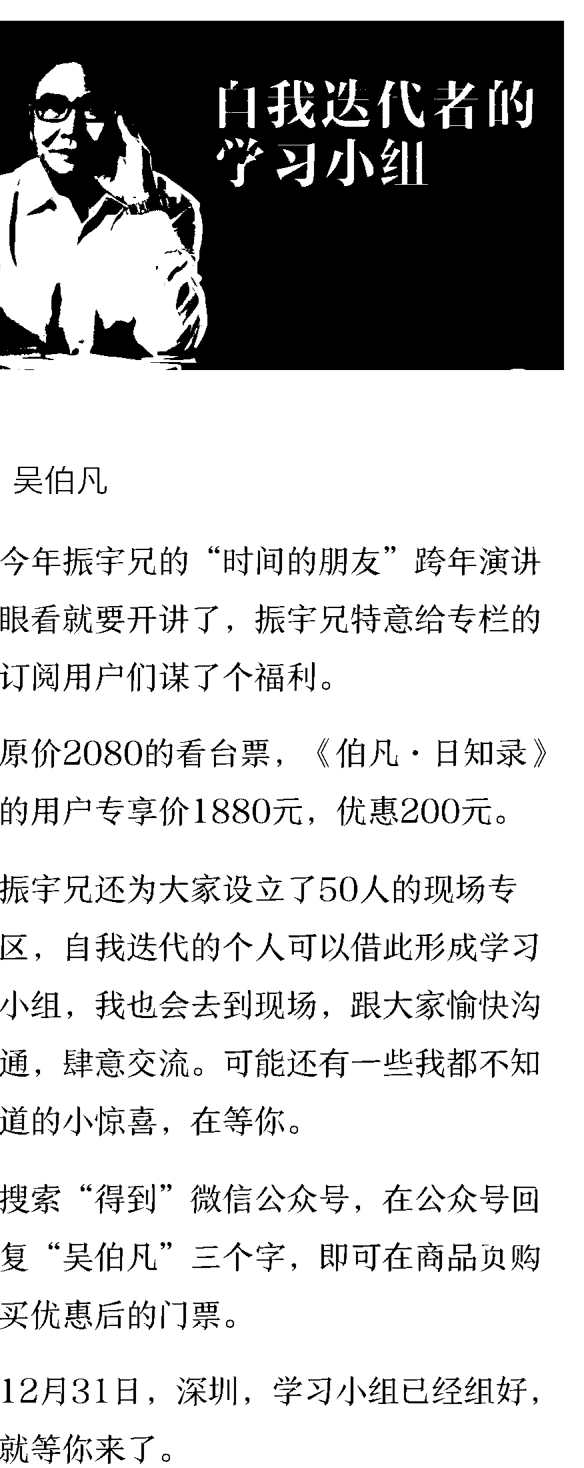 自我迭代者的
学习小组
吴伯凡
今年振宇兄的“时间的朋友”跨年演讲
眼看就要开讲了，振宇兄特意给专栏的
订阅用户们谋了个福利。
原价2080的看台票，《伯凡·日知录》
的用户专享价1880元，优惠200元。
振宇兄还为大家设立了50人的现场专
区，自我迭代的个人可以借此形成学习
小组，我也会去到现场，跟大家愉快沟
通，肆意交流。可能还有一些我都不知
道的小惊喜，在等你。
搜索“得到”微信公众号，在公众号回
复“吴伯凡”三个字，即可在商品页购
买优惠后的门票。
12月31日，深圳，学习小组已经组好，
就等你来了。